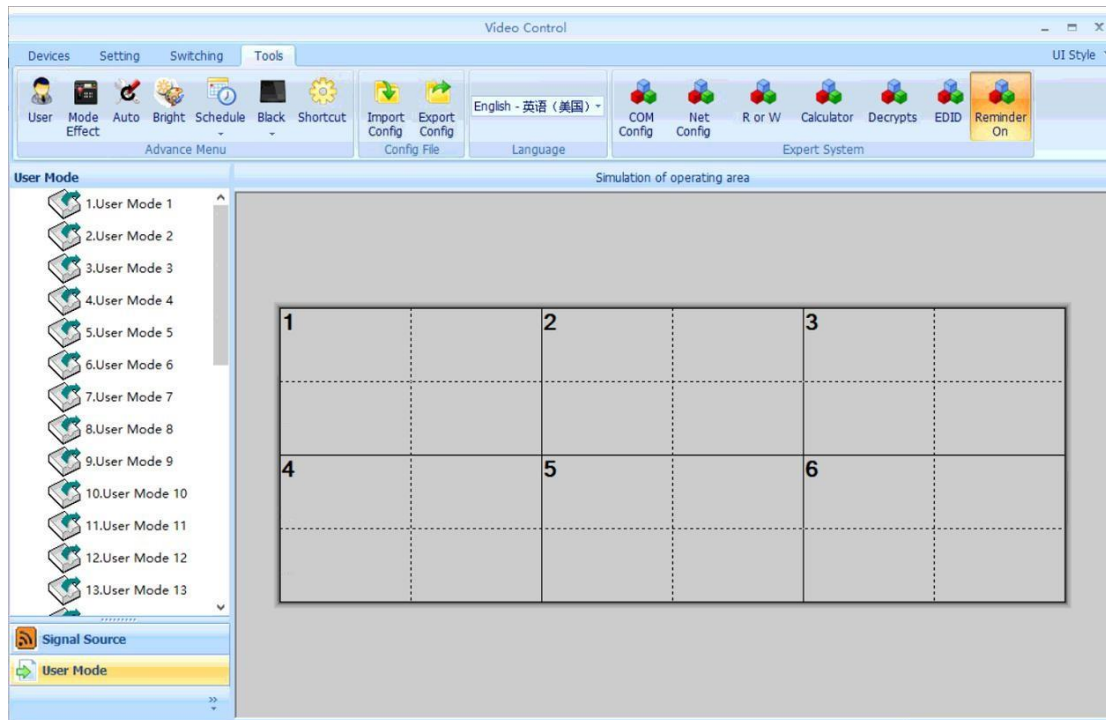 Video Control
Devices Setting Switching Tools UI Style
User Mode Effect Auto Bright Schedule Black Shortcut Import Config Export Config English - 英语（美国） COM Config Net Config R or W Calculator Decrypts EDID Reminder On
Advance Menu Config File Language Expert System
User Mode Simulation of operating area
1.User Mode 1
2.User Mode 2
3.User Mode 3
4.User Mode 4
5.User Mode 5
6.User Mode 6
7.User Mode 7
8.User Mode 8
9.User Mode 9
10.User Mode 10
11.User Mode 11
12.User Mode 12
13.User Mode 13
Signal Source
User Mode
1 2 3
4 5 6